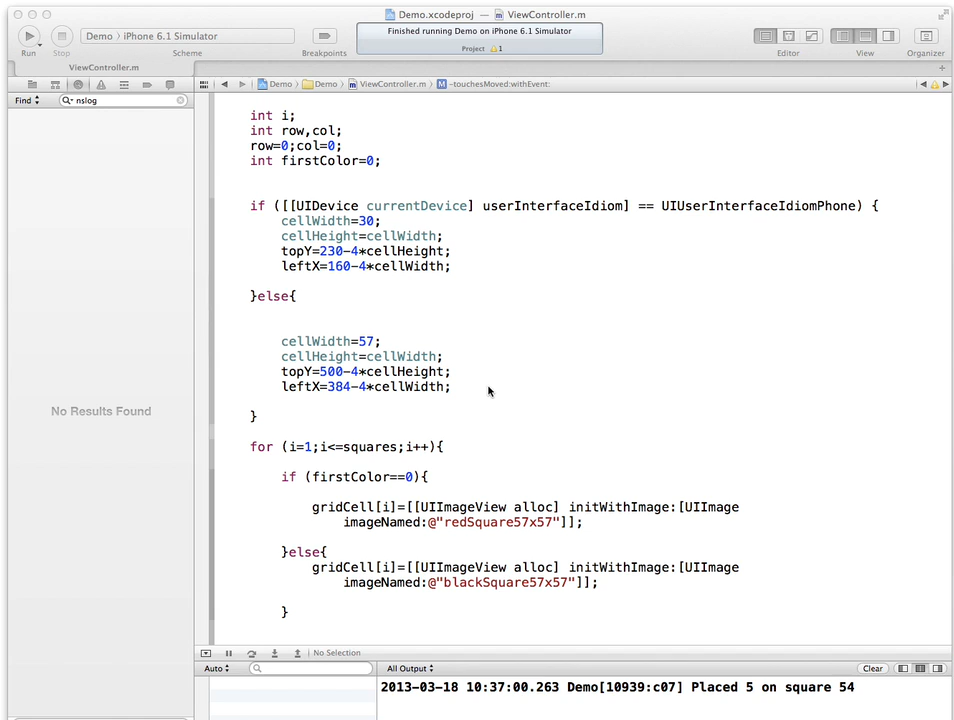 Demo.xcodeproj — ViewController.m
Finished running Demo on iPhone 6.1 Simulator
Project 1
Demo 〉 iPhone 6.1 Simulator
Run Stop Scheme Breakpoints Editor View Organizer
ViewController.m
Demo 〉 Demo 〉 ViewController.m 〉 M -touchesMoved:withEvent:
Find nslog
No Results Found
int i;
int row,col;
row=0;col=0;
int firstColor=0;
if ([[UIDevice currentDevice] userInterfaceIdiom] == UIUserInterfaceIdiomPhone) {
cellWidth=30;
cellHeight=cellWidth;
topY=230-4*cellHeight;
leftX=160-4*cellWidth;
}else{
cellWidth=57;
cellHeight=cellWidth;
topY=500-4*cellHeight;
leftX=384-4*cellWidth;
}
for (i=1;i<=squares;i++){
if (firstColor==0){
gridCell[i]=[[UIImageView alloc] initWithImage:[UIImage
imageNamed:@"redSquare57x57"]];
}else{
gridCell[i]=[[UIImageView alloc] initWithImage:[UIImage
imageNamed:@"blackSquare57x57"]];
}
No Selection
Auto All Output Clear
2013-03-18 10:37:00.263 Demo[10939:c07] Placed 5 on square 54